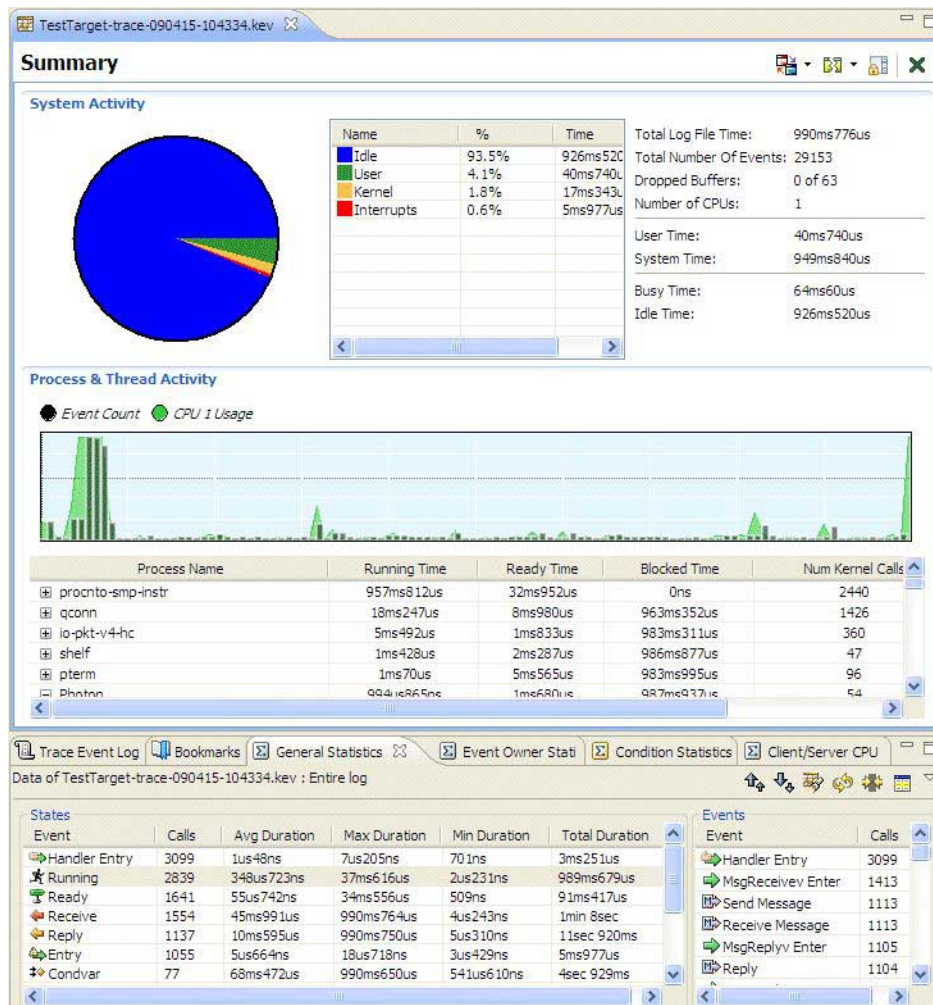 TestTarget-trace-090415-104334.kev
Summary
System Activity
Name % Time
Idle 93.5% 926ms520
User 4.1% 40ms740u
Kernel 1.8% 17ms343u
Interrupts 0.6% 5ms977us
Total Log File Time: 990ms776us
Total Number Of Events: 29153
Dropped Buffers: 0 of 63
Number of CPUs: 1
User Time: 40ms740us
System Time: 949ms840us
Busy Time: 64ms60us
Idle Time: 926ms520us
Process & Thread Activity
Event Count CPU 1 Usage
Process Name Running Time Ready Time Blocked Time Num Kernel Calls
procnto-smp-instr 957ms812us 32ms952us 0ns 2440
qconn 18ms247us 8ms980us 963ms352us 1426
io-pkt-v4-hc 5ms492us 1ms833us 983ms311us 360
shelf 1ms428us 2ms287us 986ms877us 47
pterm 1ms70us 5ms565us 983ms995us 96
Photon 994us865ns 1ms680us 987ms937us 54
Trace Event Log Bookmarks General Statistics Event Owner Stati Condition Statistics Client/Server CPU
Data of TestTarget-trace-090415-104334.kev : Entire log
States
Event Calls Avg Duration Max Duration Min Duration Total Duration
Handler Entry 3099 1us48ns 7us205ns 701ns 3ms251us
Running 2839 348us723ns 37ms616us 2us231ns 989ms679us
Ready 1641 55us742ns 34ms556us 509ns 91ms417us
Receive 1554 45ms991us 990ms764us 4us243ns 1min 8sec
Reply 1137 10ms595us 990ms750us 5us310ns 11sec 920ms
Entry 1055 5us664ns 18us718ns 3us429ns 5ms977us
Condvar 77 68ms472us 990ms650us 541us610ns 4sec 929ms
Events
Event Calls
Handler Entry 3099
MsgReceivev Enter 1413
Send Message 1113
Receive Message 1113
MsgReplyv Enter 1105
Reply 1104